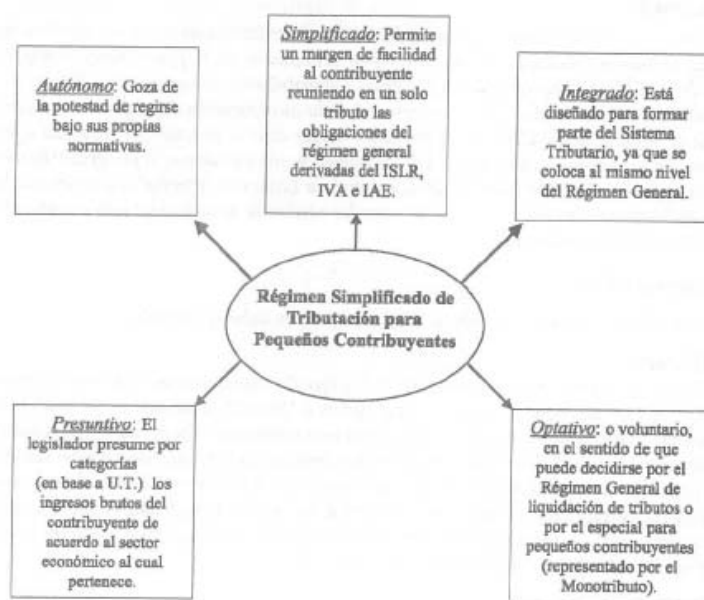 Autónomo: Goza de
la potestad de regirse
bajo sus propias
normativas.
Simplificado: Permite
un margen de facilidad
al contribuyente
reuniendo en un solo
tributo las
obligaciones del
régimen general
derivadas del ISLR,
IVA e IAE.
Integrado: Está
diseñado para formar
parte del Sistema
Tributario, ya que se
coloca al mismo nivel
del Régimen General.
Régimen Simplificado de
Tributación para
Pequeños Contribuyentes
Presuntivo: El
legislador presume por
categorías
(en base a U.T.) los
ingresos brutos del
contribuyente de
acuerdo al sector
económico al cual
pertenece.
Optativo: o voluntario,
en el sentido de que
puede decidirse por el
Régimen General de
liquidación de tributos o
por el especial para
pequeños contribuyentes
(representado por el
Monotributo).